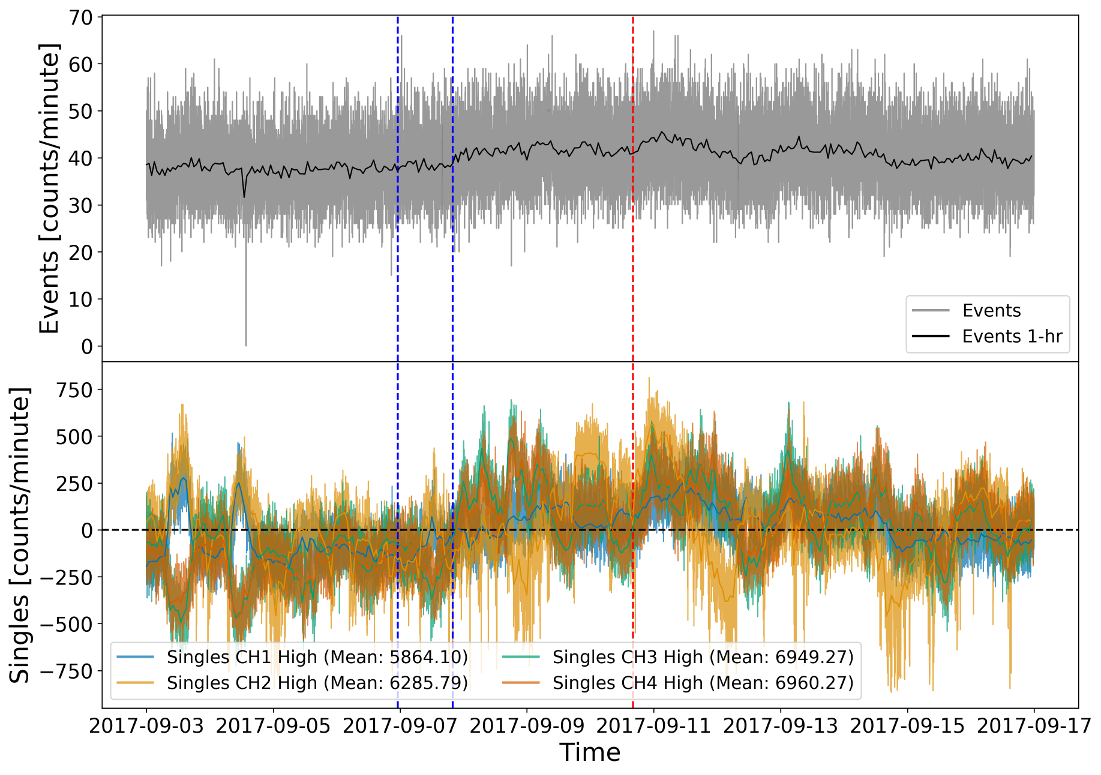 70
60
50
40
30
20
10
0
Events [counts/minute]
Events
Events 1-hr
750
500
250
0
−250
−500
−750
Singles [counts/minute]
Singles CH1 High (Mean: 5864.10)
Singles CH2 High (Mean: 6285.79)
Singles CH3 High (Mean: 6949.27)
Singles CH4 High (Mean: 6960.27)
2017-09-03 2017-09-05 2017-09-07 2017-09-09 2017-09-11 2017-09-13 2017-09-15 2017-09-17
Time